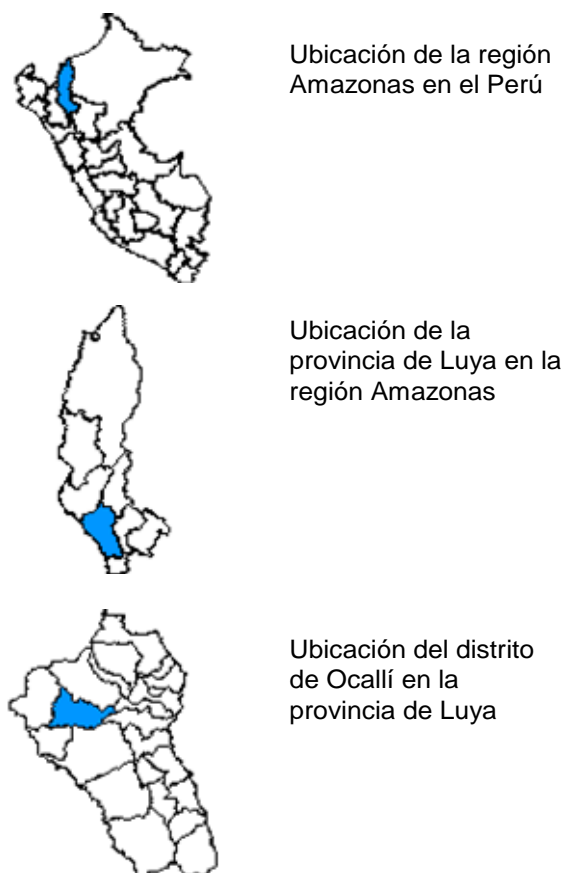 Ubicación de la región
Amazonas en el Perú
Ubicación de la
provincia de Luya en la
región Amazonas
Ubicación del distrito
de Ocallí en la
provincia de Luya